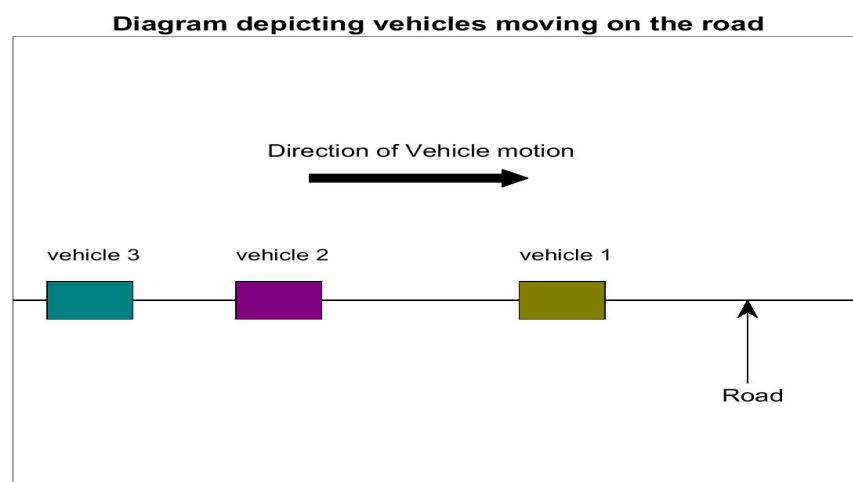 Diagram depicting vehicles moving on the road
Direction of Vehicle motion
vehicle 3
vehicle 2
vehicle 1
Road